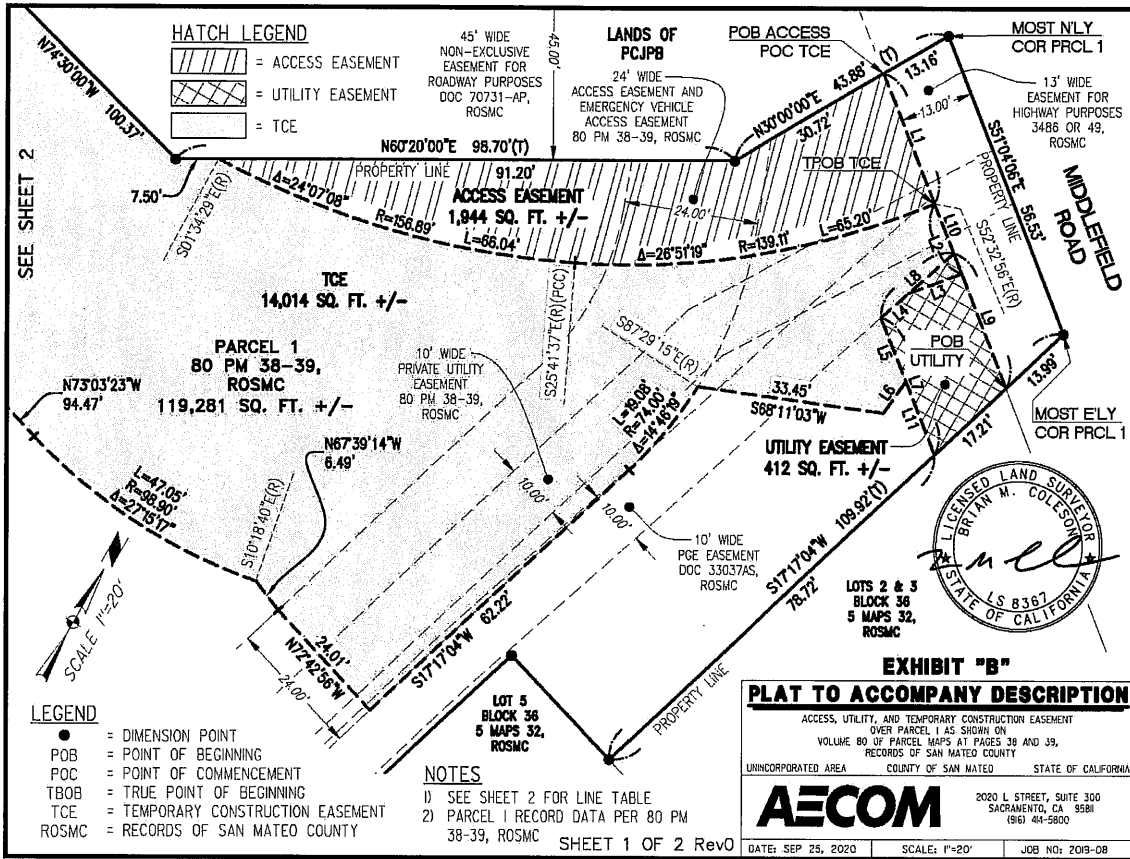 HATCH LEGEND
= ACCESS EASEMENT
= UTILITY EASEMENT
= TCE
N74°30'00"W
100.37'
SEE SHEET 2
7.50'
45' WIDE
NON-EXCLUSIVE
EASEMENT FOR
ROADWAY PURPOSES
DOC 70731-AP,
ROSMC
45.00'
LANDS OF
PCJPB
24' WIDE
ACCESS EASEMENT AND
EMERGENCY VEHICLE
ACCESS EASEMENT
80 PM 38-39, ROSMC
POB ACCESS
POC TCE
MOST N'LY
COR PRCL 1
N30°00'00"E
43.88'
(T)
30.72'
13.16'
13.00'
13' WIDE
EASEMENT FOR
HIGHWAY PURPOSES
3486 OR 49,
ROSMC
N60°20'00"E 98.70'(T)
PROPERTY LINE
91.20'
ACCESS EASEMENT
1,944 SQ. FT. +/-
S01°34'29"E(R)
Δ=24°07'08"
R=156.89'
L=66.04'
24.00'
Δ=26°51'19"
R=139.11'
L=65.20'
TPOB TCE
L1
PROPERTY LINE
S51°04'06"E
56.53'
MIDDLEFIELD
ROAD
L10
S52°32'56"E(R)
L2
L3
L8
L4
L9
L5
L7
L6
L11
POB
UTILITY
TCE
14,014 SQ. FT. +/-
PARCEL 1
80 PM 38-39,
ROSMC
119,281 SQ. FT. +/-
10' WIDE
PRIVATE UTILITY
EASEMENT
80 PM 38-39,
ROSMC
S25°41'37"E(R)(PCC)
S87°29'15"E(R)
L=19.08'
R=74.00'
Δ=14°46'19"
33.45'
S68°11'03"W
13.99'
MOST E'LY
COR PRCL 1
17.21'
UTILITY EASEMENT
412 SQ. FT. +/-
N73°03'23"W
94.47'
L=47.05'
R=98.90'
Δ=27°15'17"
N67°39'14"W
6.49'
S10°18'40"E(R)
10.00'
10.00'
10' WIDE
PGE EASEMENT
DOC 33037AS,
ROSMC
109.92'(T)
S17°17'04"W
78.72'
PROPERTY LINE
S17°17'04"W 62.22'
24.01'
N72°42'56"W
24.00'
SCALE 1"=20'
LOTS 2 & 3
BLOCK 36
5 MAPS 32,
ROSMC
LOT 5
BLOCK 36
5 MAPS 32,
ROSMC
LICENSED LAND SURVEYOR
BRIAN M. COLESON
LS 8367
STATE OF CALIFORNIA
LEGEND
= DIMENSION POINT
POB = POINT OF BEGINNING
POC = POINT OF COMMENCEMENT
TBOB = TRUE POINT OF BEGINNING
TCE = TEMPORARY CONSTRUCTION EASEMENT
ROSMC = RECORDS OF SAN MATEO COUNTY
NOTES
1) SEE SHEET 2 FOR LINE TABLE
2) PARCEL 1 RECORD DATA PER 80 PM
38-39, ROSMC
SHEET 1 OF 2 Rev0
EXHIBIT "B"
PLAT TO ACCOMPANY DESCRIPTION
ACCESS, UTILITY, AND TEMPORARY CONSTRUCTION EASEMENT
OVER PARCEL 1 AS SHOWN ON
VOLUME 80 OF PARCEL MAPS AT PAGES 38 AND 39,
RECORDS OF SAN MATEO COUNTY
UNINCORPORATED AREA COUNTY OF SAN MATEO STATE OF CALIFORNIA
AECOM
2020 L STREET, SUITE 300
SACRAMENTO, CA 95811
(916) 414-5800
DATE: SEP 25, 2020 SCALE: 1"=20' JOB NO: 2019-08